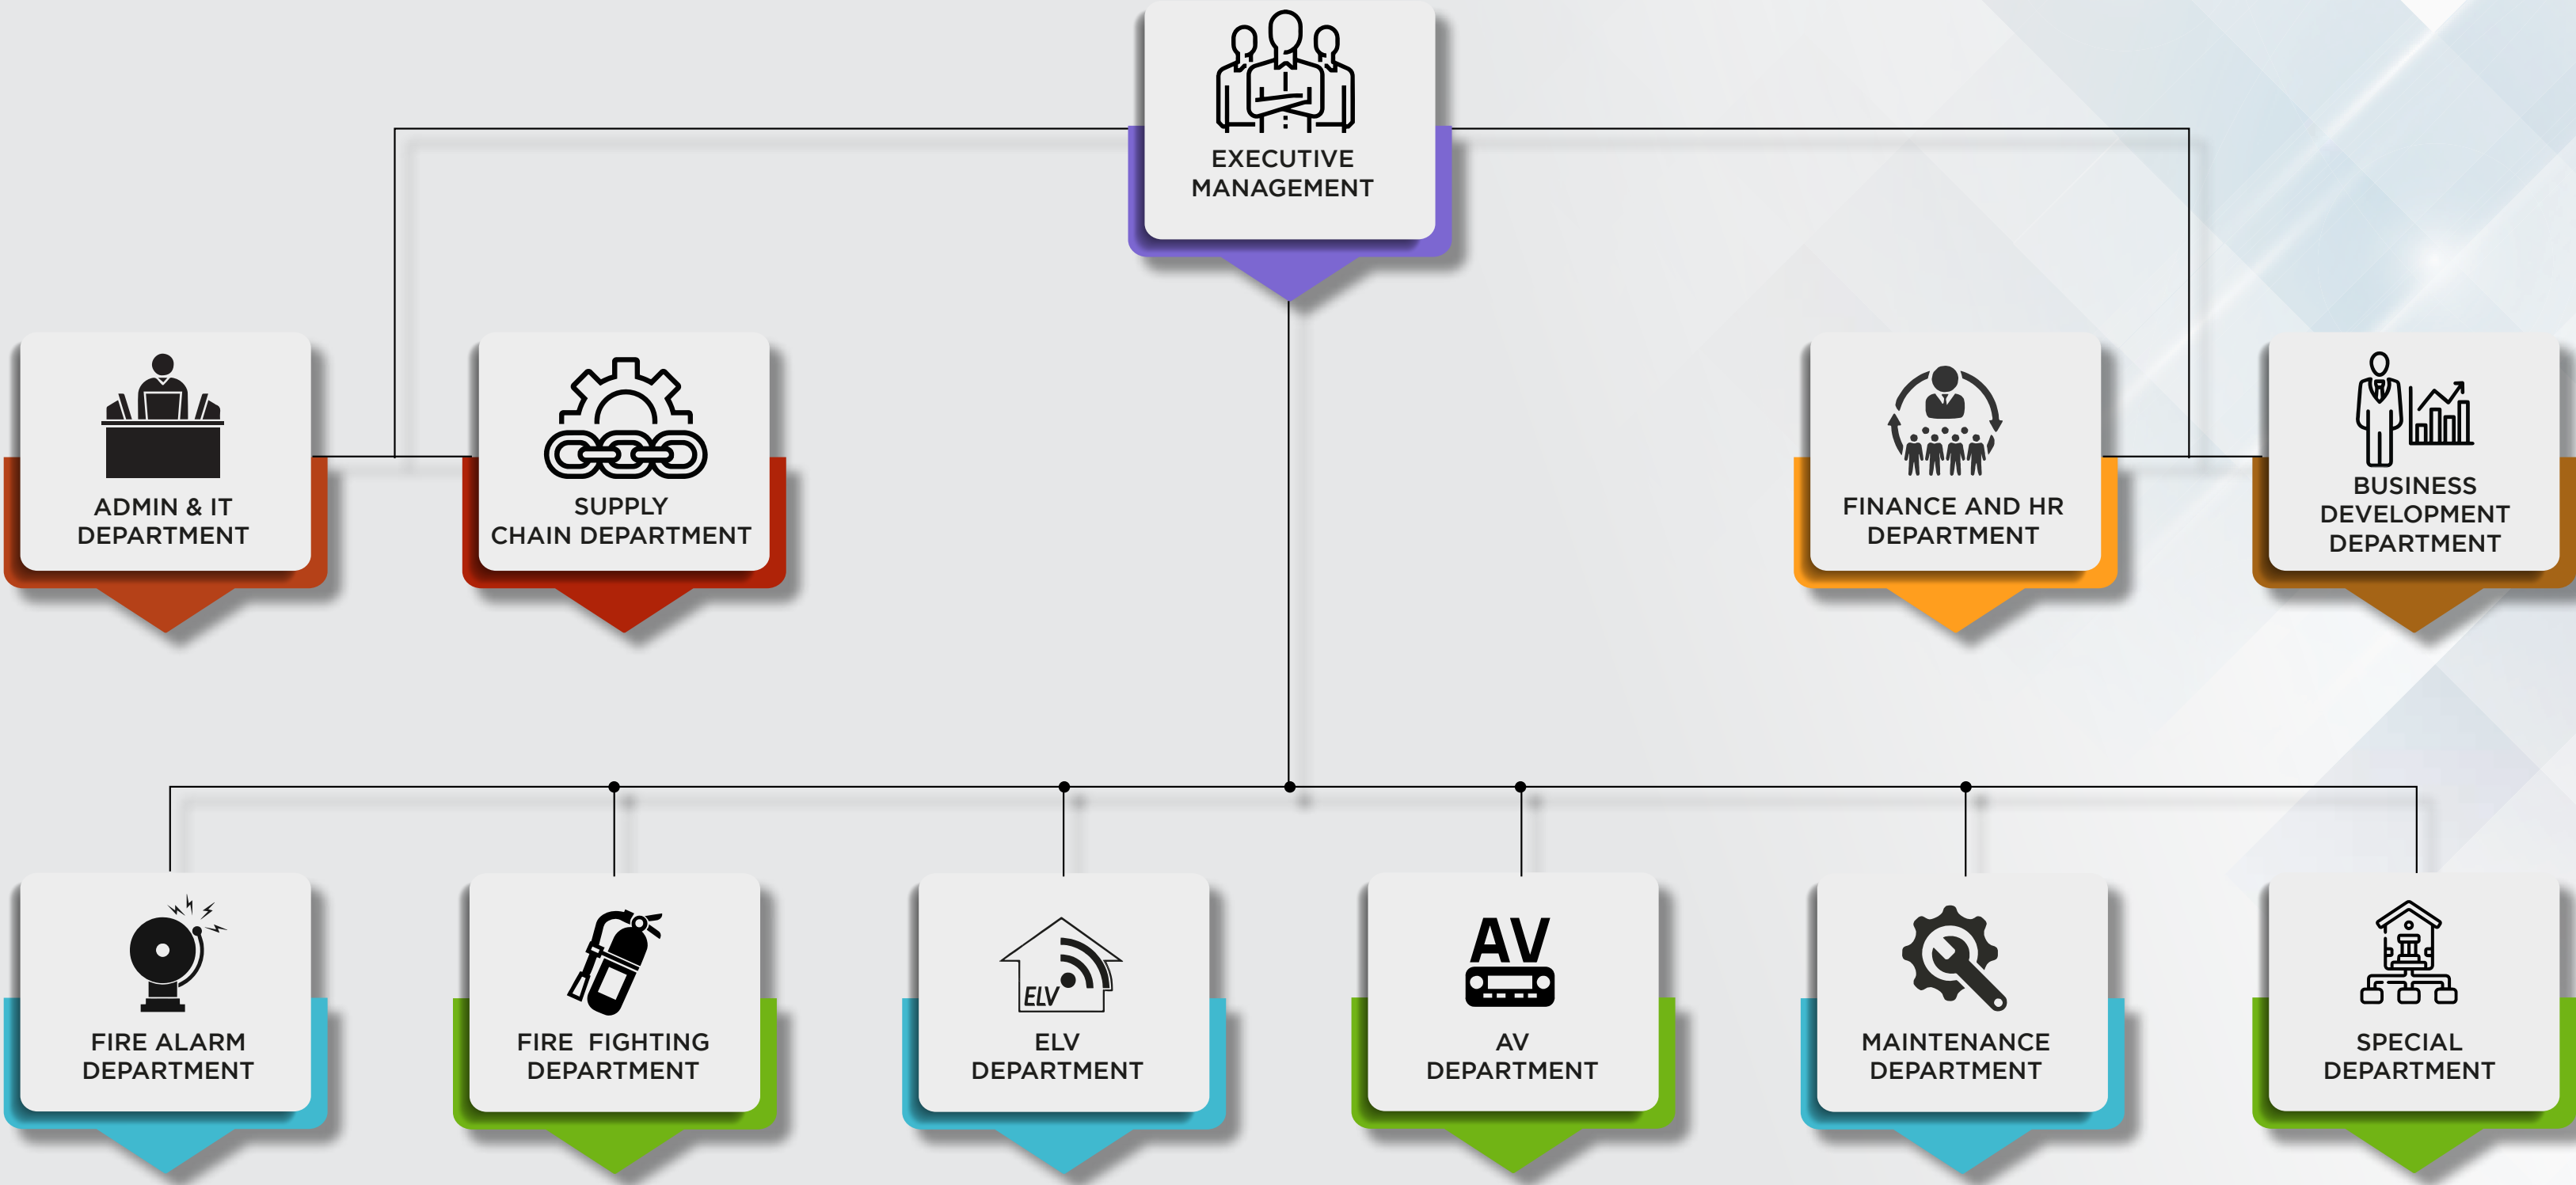 EXECUTIVE
MANAGEMENT
ADMIN & IT
DEPARTMENT
SUPPLY
CHAIN DEPARTMENT
FINANCE AND HR
DEPARTMENT
BUSINESS
DEVELOPMENT
DEPARTMENT
FIRE ALARM
DEPARTMENT
FIRE  FIGHTING
DEPARTMENT
ELV
ELV
DEPARTMENT
AV
AV
DEPARTMENT
MAINTENANCE
DEPARTMENT
SPECIAL
DEPARTMENT